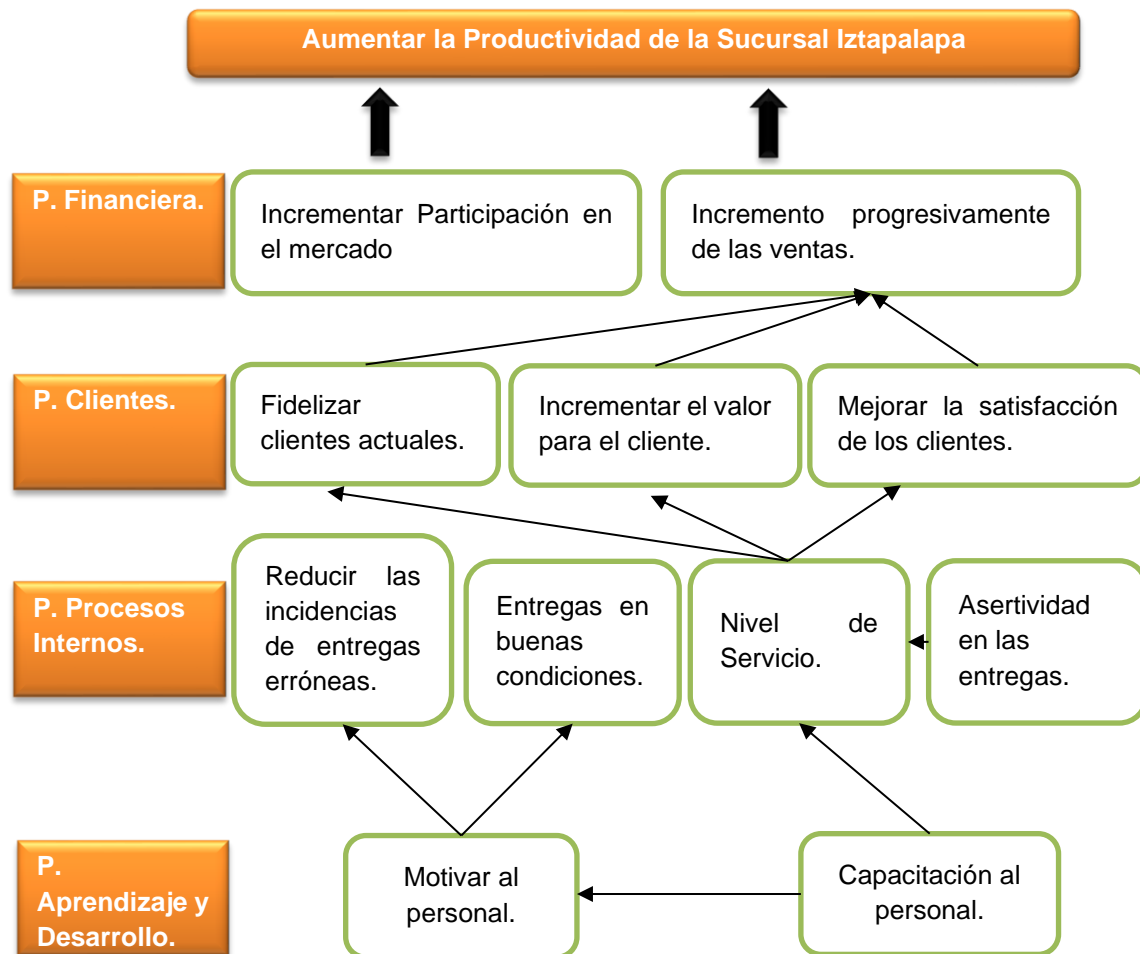 Aumentar la Productividad de la Sucursal Iztapalapa
P. Financiera.
Incrementar Participación en
el mercado
Incremento progresivamente
de las ventas.
P. Clientes.
Fidelizar
clientes actuales.
Incrementar el valor
para el cliente.
Mejorar la satisfacción
de los clientes.
P. Procesos
Internos.
Reducir las
incidencias
de entregas
erróneas.
Entregas en
buenas
condiciones.
Nivel de
Servicio.
Asertividad
en las
entregas.
P.
Aprendizaje y
Desarrollo.
Motivar al
personal.
Capacitación al
personal.